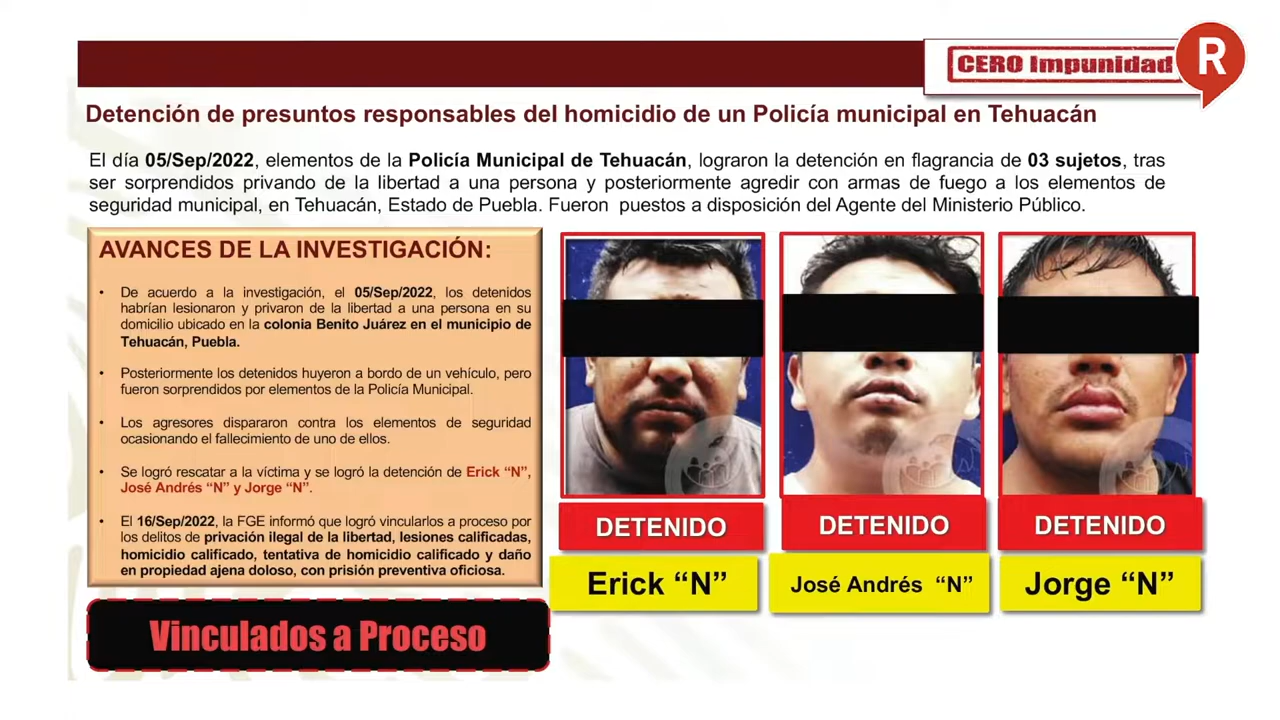 CERO Impunidad
R
Detención de presuntos responsables del homicidio de un Policía municipal en Tehuacán
El día 05/Sep/2022, elementos de la Policía Municipal de Tehuacán, lograron la detención en flagrancia de 03 sujetos, tras
ser sorprendidos privando de la libertad a una persona y posteriormente agredir con armas de fuego a los elementos de
seguridad municipal, en Tehuacán, Estado de Puebla. Fueron puestos a disposición del Agente del Ministerio Público.
AVANCES DE LA INVESTIGACIÓN:
• De acuerdo a la investigación, el 05/Sep/2022, los detenidos
habrían lesionaron y privaron de la libertad a una persona en su
domicilio ubicado en la colonia Benito Juárez en el municipio de
Tehuacán, Puebla.
• Posteriormente los detenidos huyeron a bordo de un vehículo, pero
fueron sorprendidos por elementos de la Policía Municipal.
• Los agresores dispararon contra los elementos de seguridad
ocasionando el fallecimiento de uno de ellos.
• Se logró rescatar a la víctima y se logró la detención de Erick “N”,
José Andrés “N” y Jorge “N”.
• El 16/Sep/2022, la FGE informó que logró vincularlos a proceso por
los delitos de privación ilegal de la libertad, lesiones calificadas,
homicidio calificado, tentativa de homicidio calificado y daño
en propiedad ajena doloso, con prisión preventiva oficiosa.
Vinculados a Proceso
DETENIDO
Erick “N”
DETENIDO
José Andrés “N”
DETENIDO
Jorge “N”